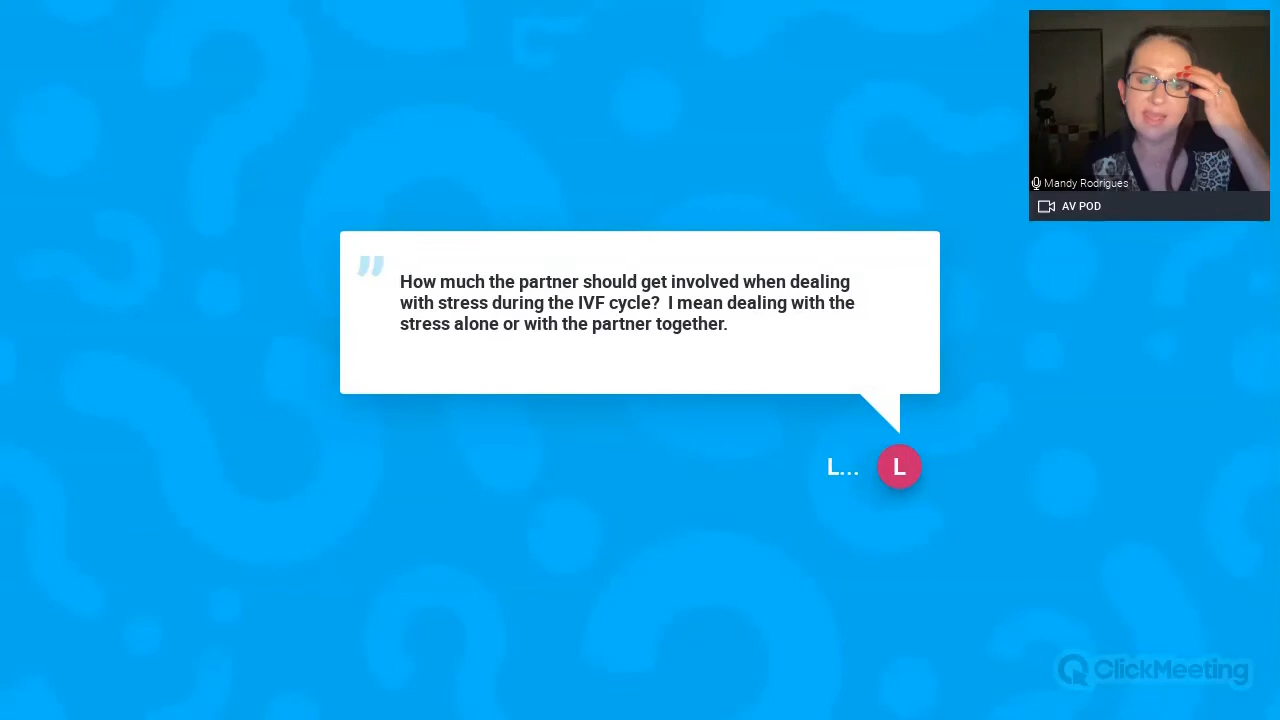 Mandy Rodrigues
AV POD
”
How much the partner should get involved when dealing
with stress during the IVF cycle?  I mean dealing with the
stress alone or with the partner together.
L...
L
ClickMeeting